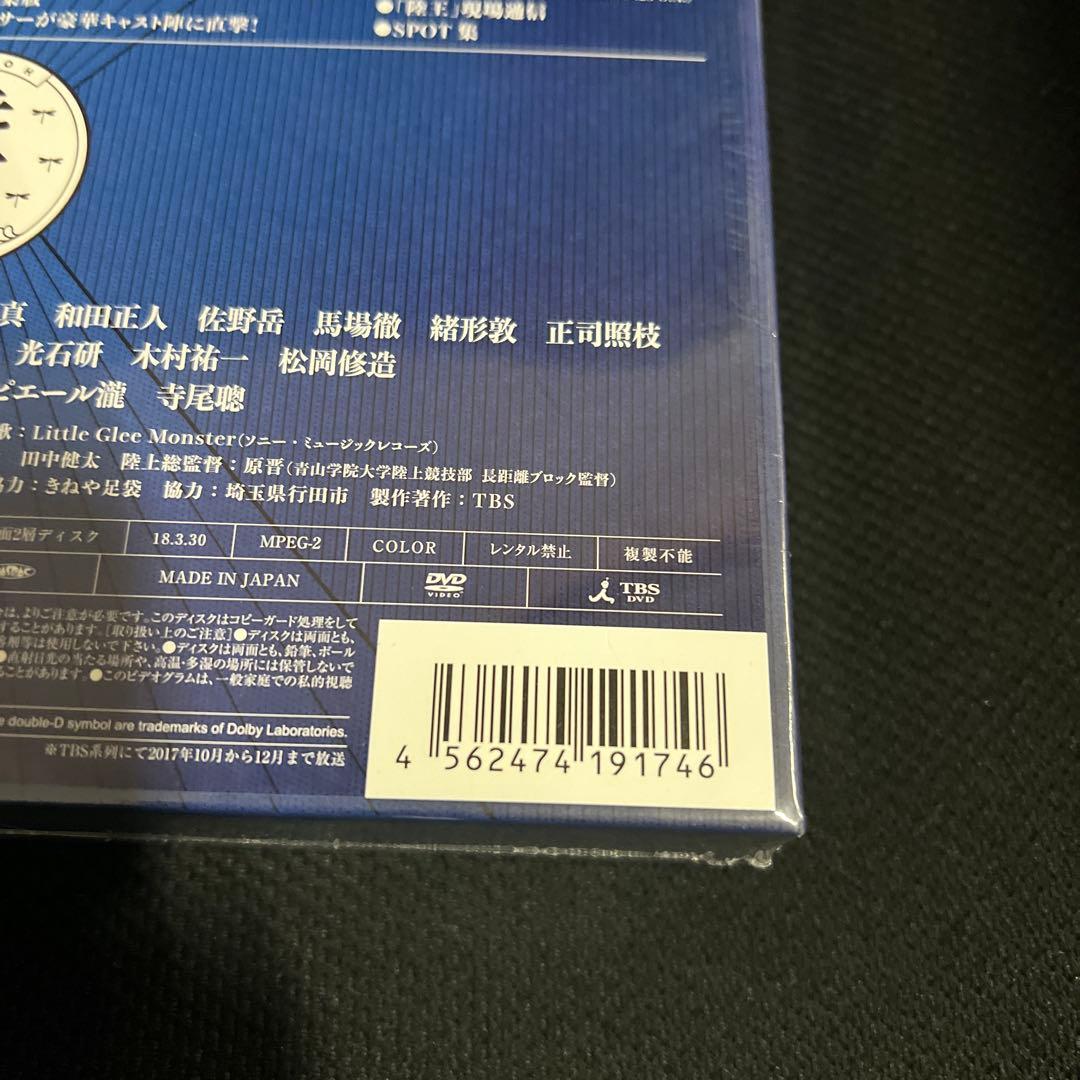 サーが豪華キャスト陣に直撃!
●「陸王」現場通信
●SPOT 集
真 和田正人 佐野岳 馬場徹 緒形敦 正司照枝
光石研 木村祐一 松岡修造
ピエール瀧 寺尾聰
歌：Little Glee Monster(ソニー・ミュージックレコーズ)
田中健太 陸上総監督：原晋(青山学院大学陸上競技部 長距離ブロック監督)
協力：きねや足袋 協力：埼玉県行田市 製作著作：TBS
面2層ディスク 18.3.30 MPEG-2 COLOR レンタル禁止 複製不能
MADE IN JAPAN DVD VIDEO TBS DVD
は、よりご注意が必要です。このディスクはコピーガード処理をして
することがあります。[取り扱い上のご注意]●ディスクは両面とも、
等は使用しないで下さい。●ディスクは両面とも、鉛筆、ボール
●直射日光の当たる場所や、高温・多湿の場所には保管しないで
ることがあります。●このビデオグラムは、一般家庭での私的視聴
double-D symbol are trademarks of Dolby Laboratories.
※TBS系列にて2017年10月から12月まで放送
4 562474 191746